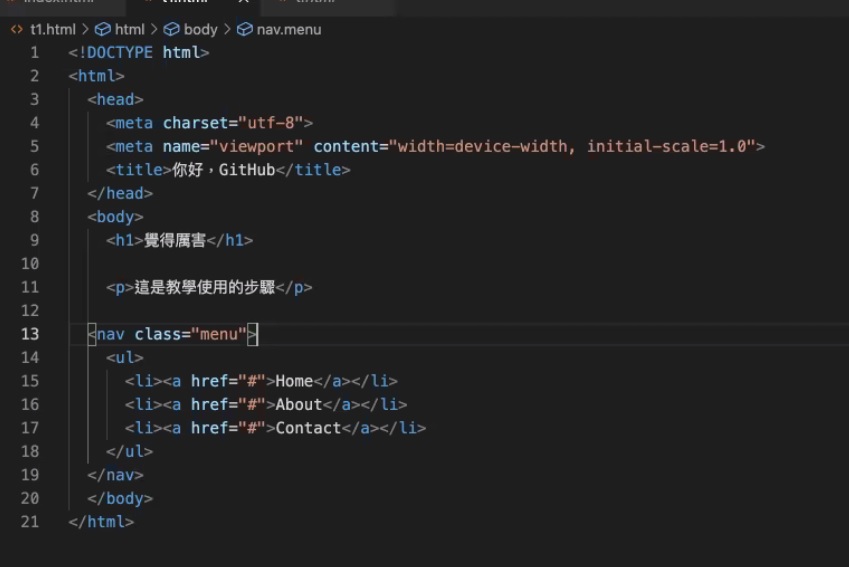 t1.html > html > body > nav.menu
1 <!DOCTYPE html>
2 <html>
3 <head>
4 <meta charset="utf-8">
5 <meta name="viewport" content="width=device-width, initial-scale=1.0">
6 <title>你好，GitHub</title>
7 </head>
8 <body>
9 <h1>覺得厲害</h1>
10
11 <p>這是教學使用的步驟</p>
12
13 <nav class="menu">
14 <ul>
15 <li><a href="#">Home</a></li>
16 <li><a href="#">About</a></li>
17 <li><a href="#">Contact</a></li>
18 </ul>
19 </nav>
20 </body>
21 </html>